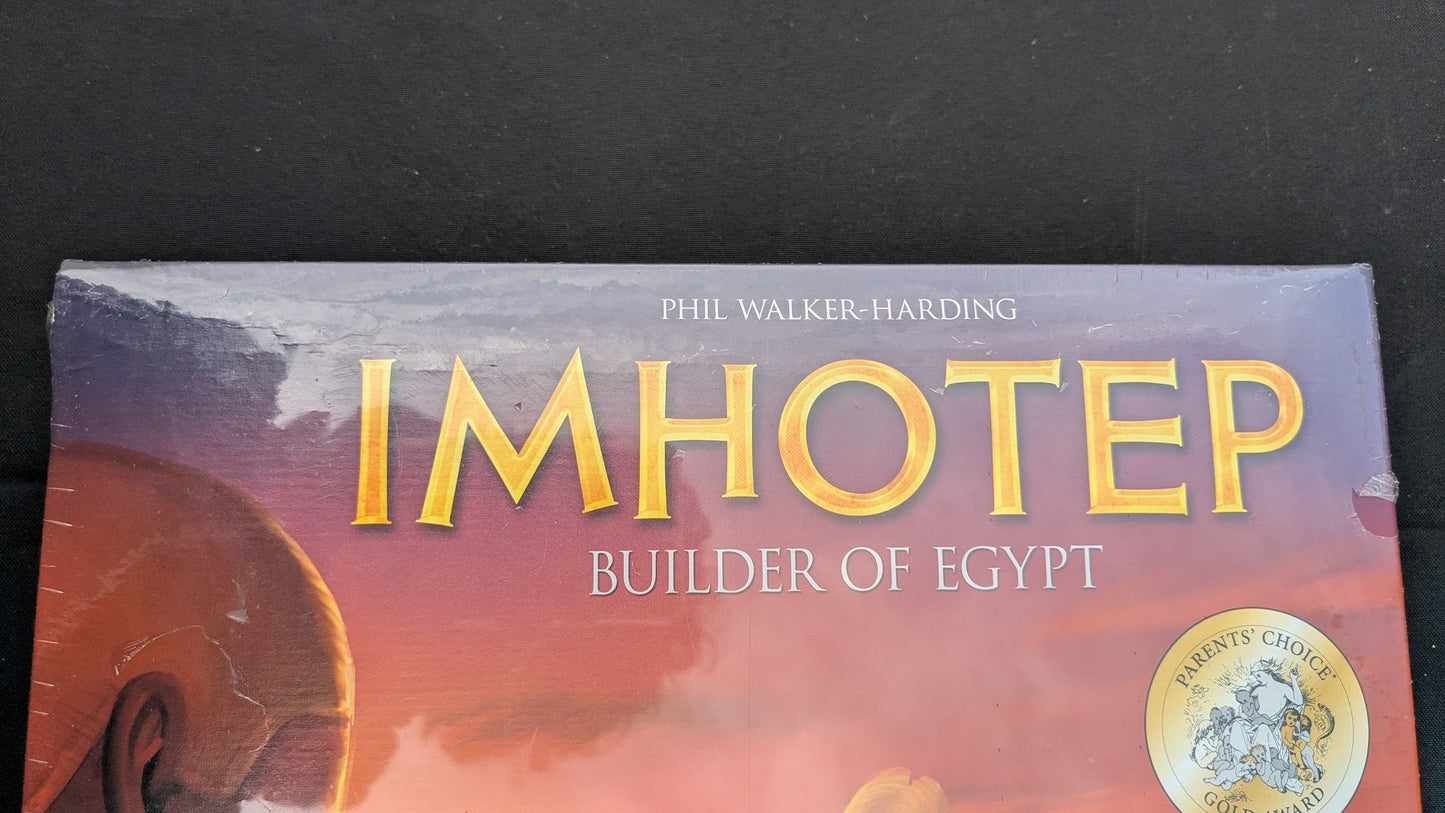 PHIL WALKER-HARDING
IMHOTEP
BUILDER OF EGYPT
PARENTS' CHOICE®
GOLD AWARD